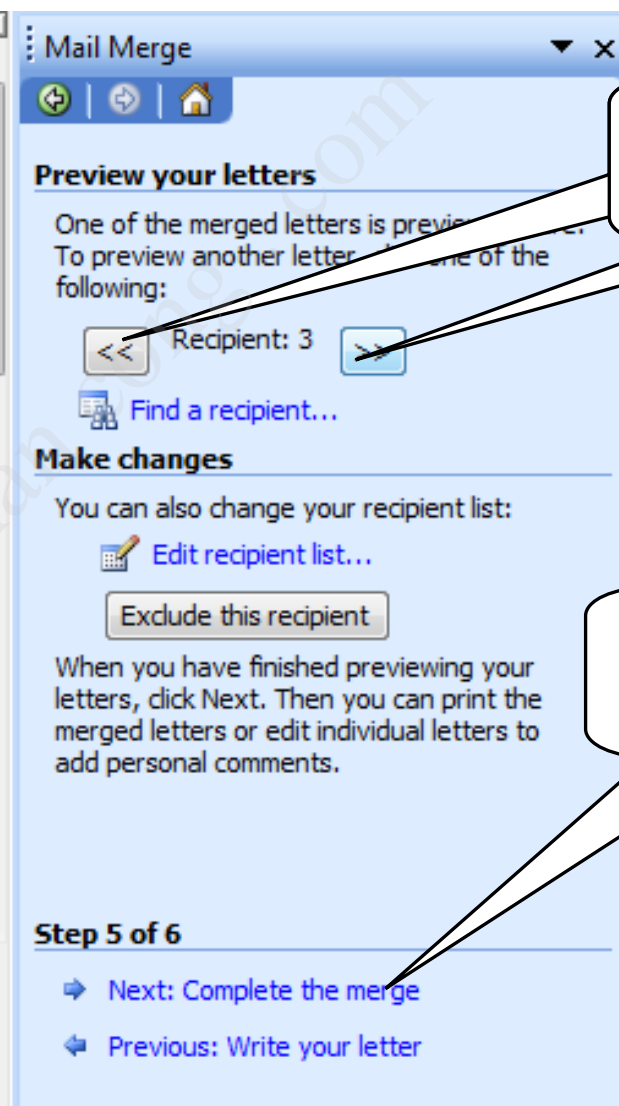 Mail Merge
Preview your letters
One of the merged letters is
To preview another letter, of the
following:
<< Recipient: 3 >>
Find a recipient...
Make changes
You can also change your recipient list:
Edit recipient list...
Exclude this recipient
When you have finished previewing your
letters, click Next. Then you can print the
merged letters or edit individual letters to
add personal comments.
Step 5 of 6
Next: Complete the merge
Previous: Write your letter